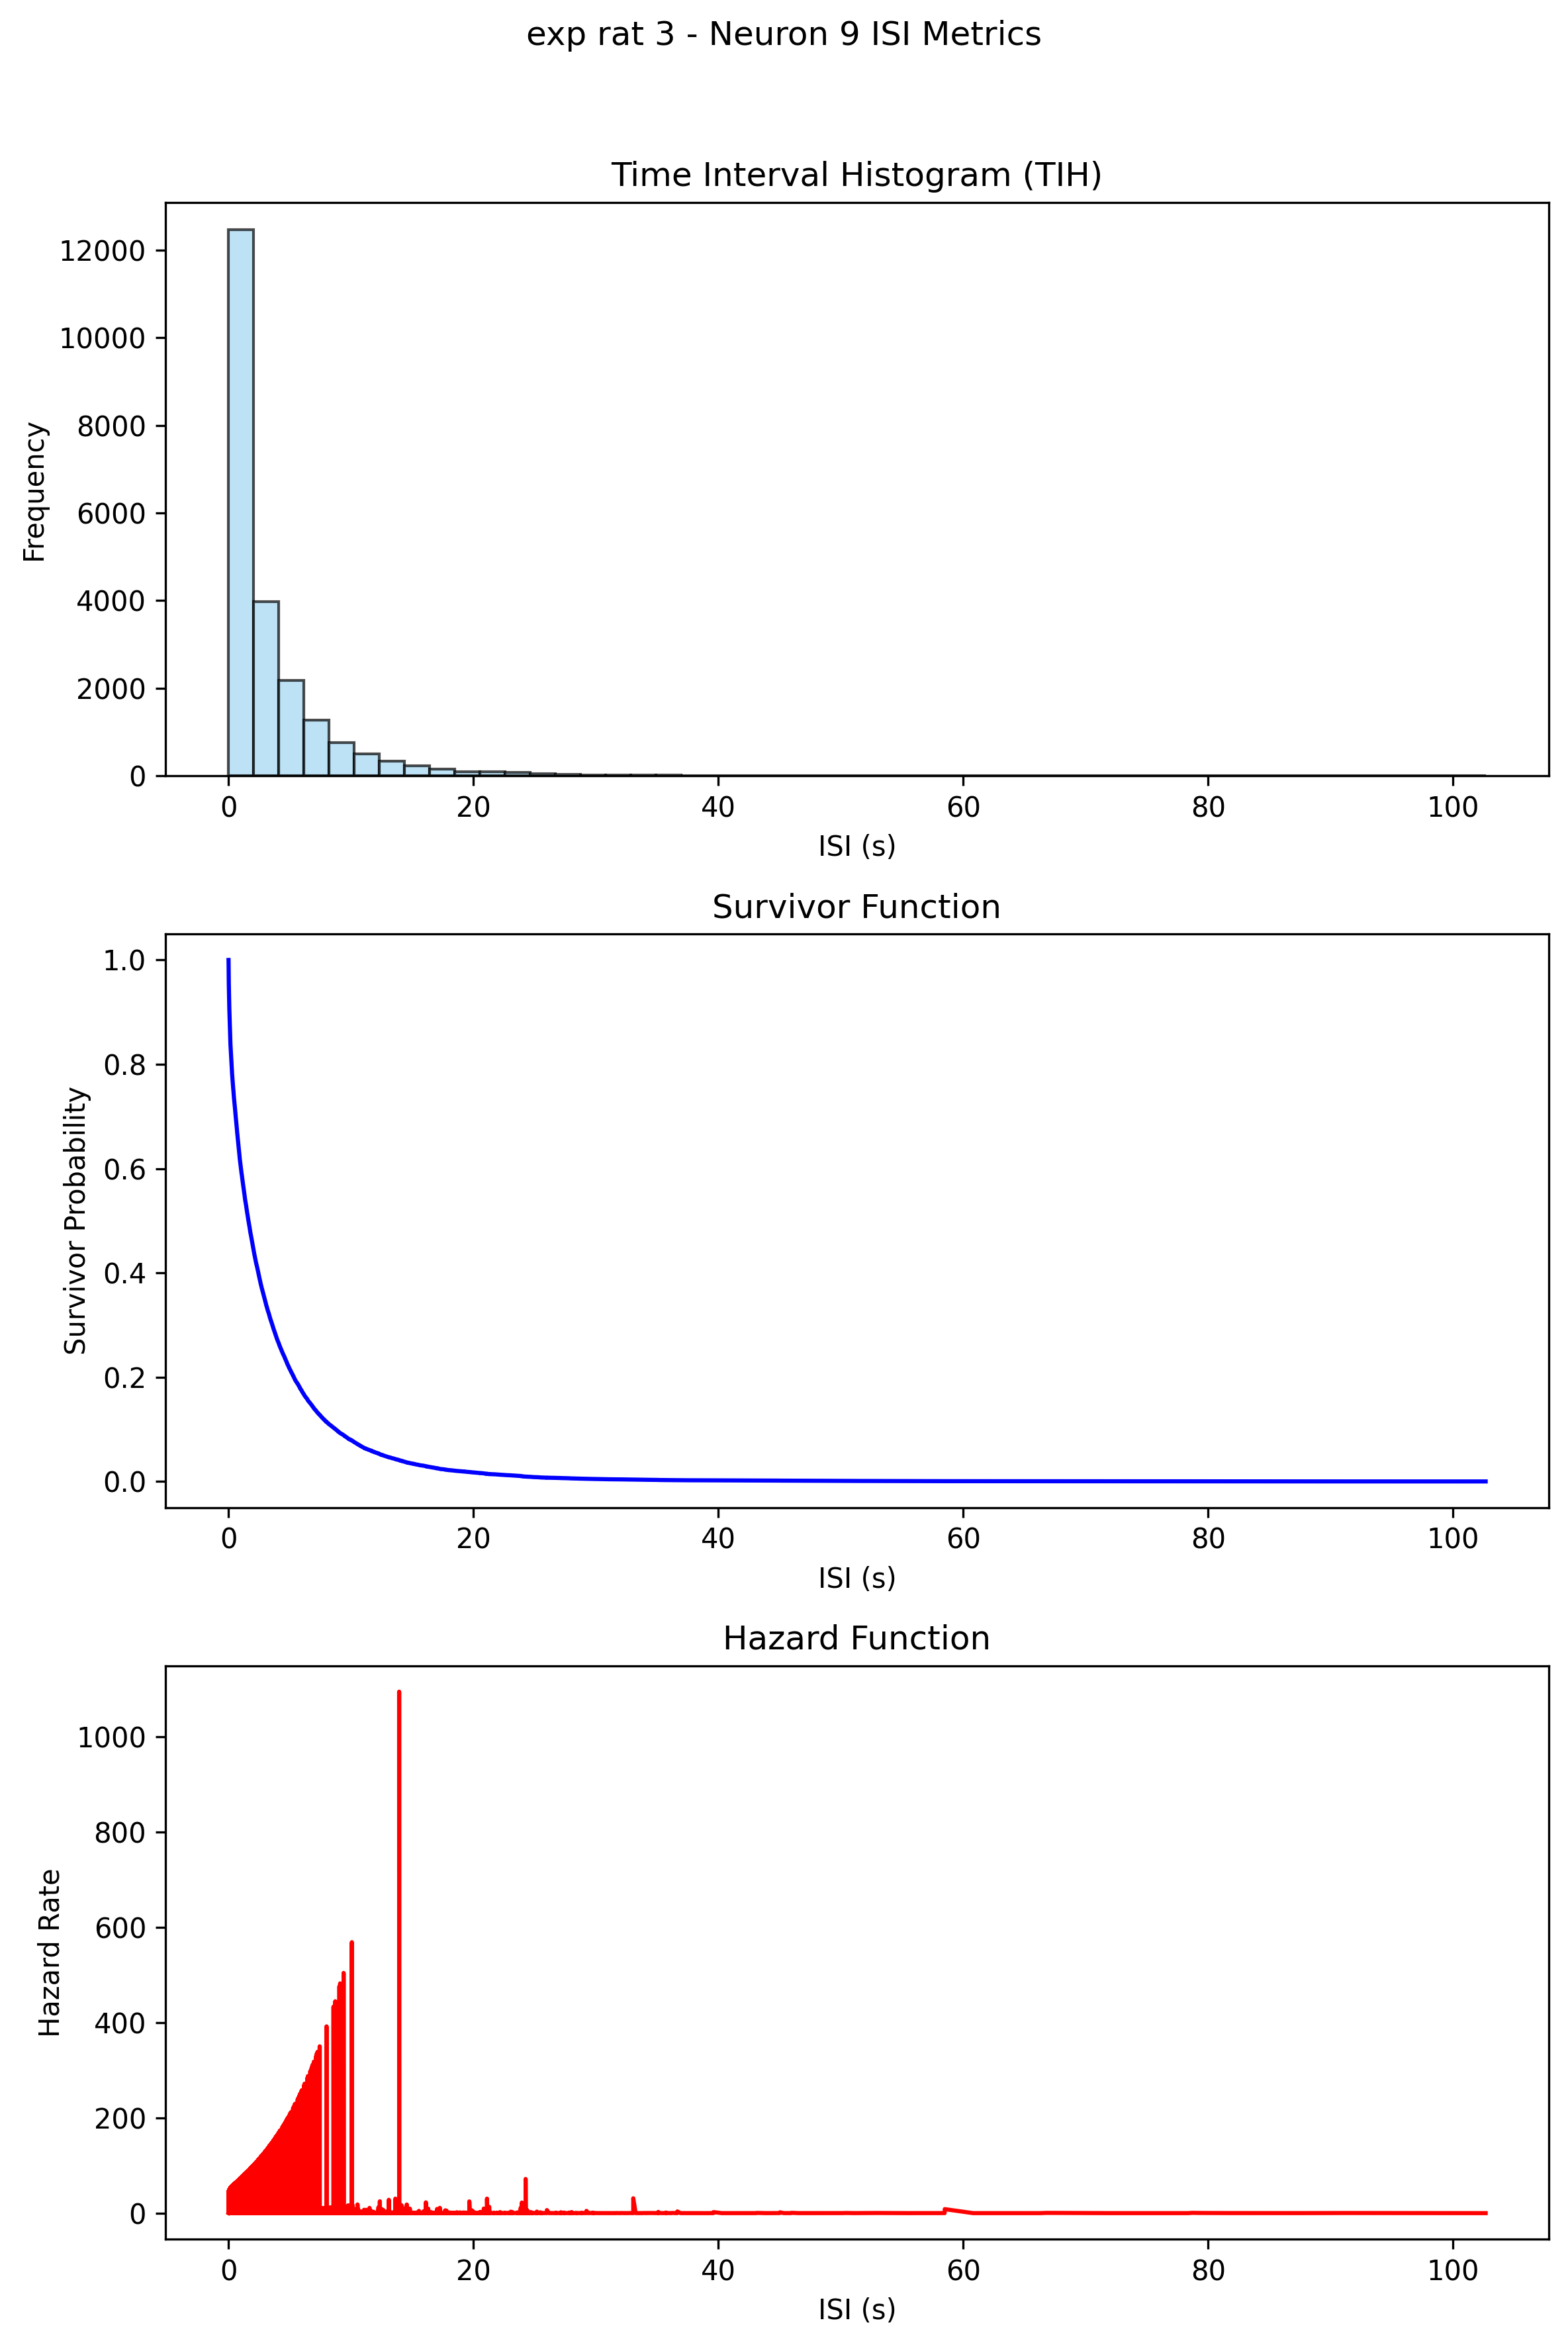 exp rat 3 - Neuron 9 ISI Metrics
Time Interval Histogram (TIH)
Frequency
12000
10000
8000
6000
4000
2000
0
0 20 40 60 80 100
ISI (s)
Survivor Function
Survivor Probability
1.0
0.8
0.6
0.4
0.2
0.0
0 20 40 60 80 100
ISI (s)
Hazard Function
Hazard Rate
1000
800
600
400
200
0
0 20 40 60 80 100
ISI (s)